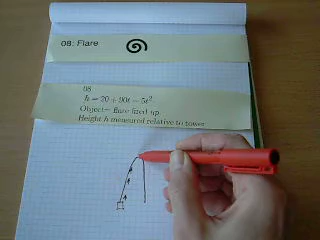 08: Flare
08
h = 20 + 90t − 5t²
Object= flare fired up
Height h measured relative to tower